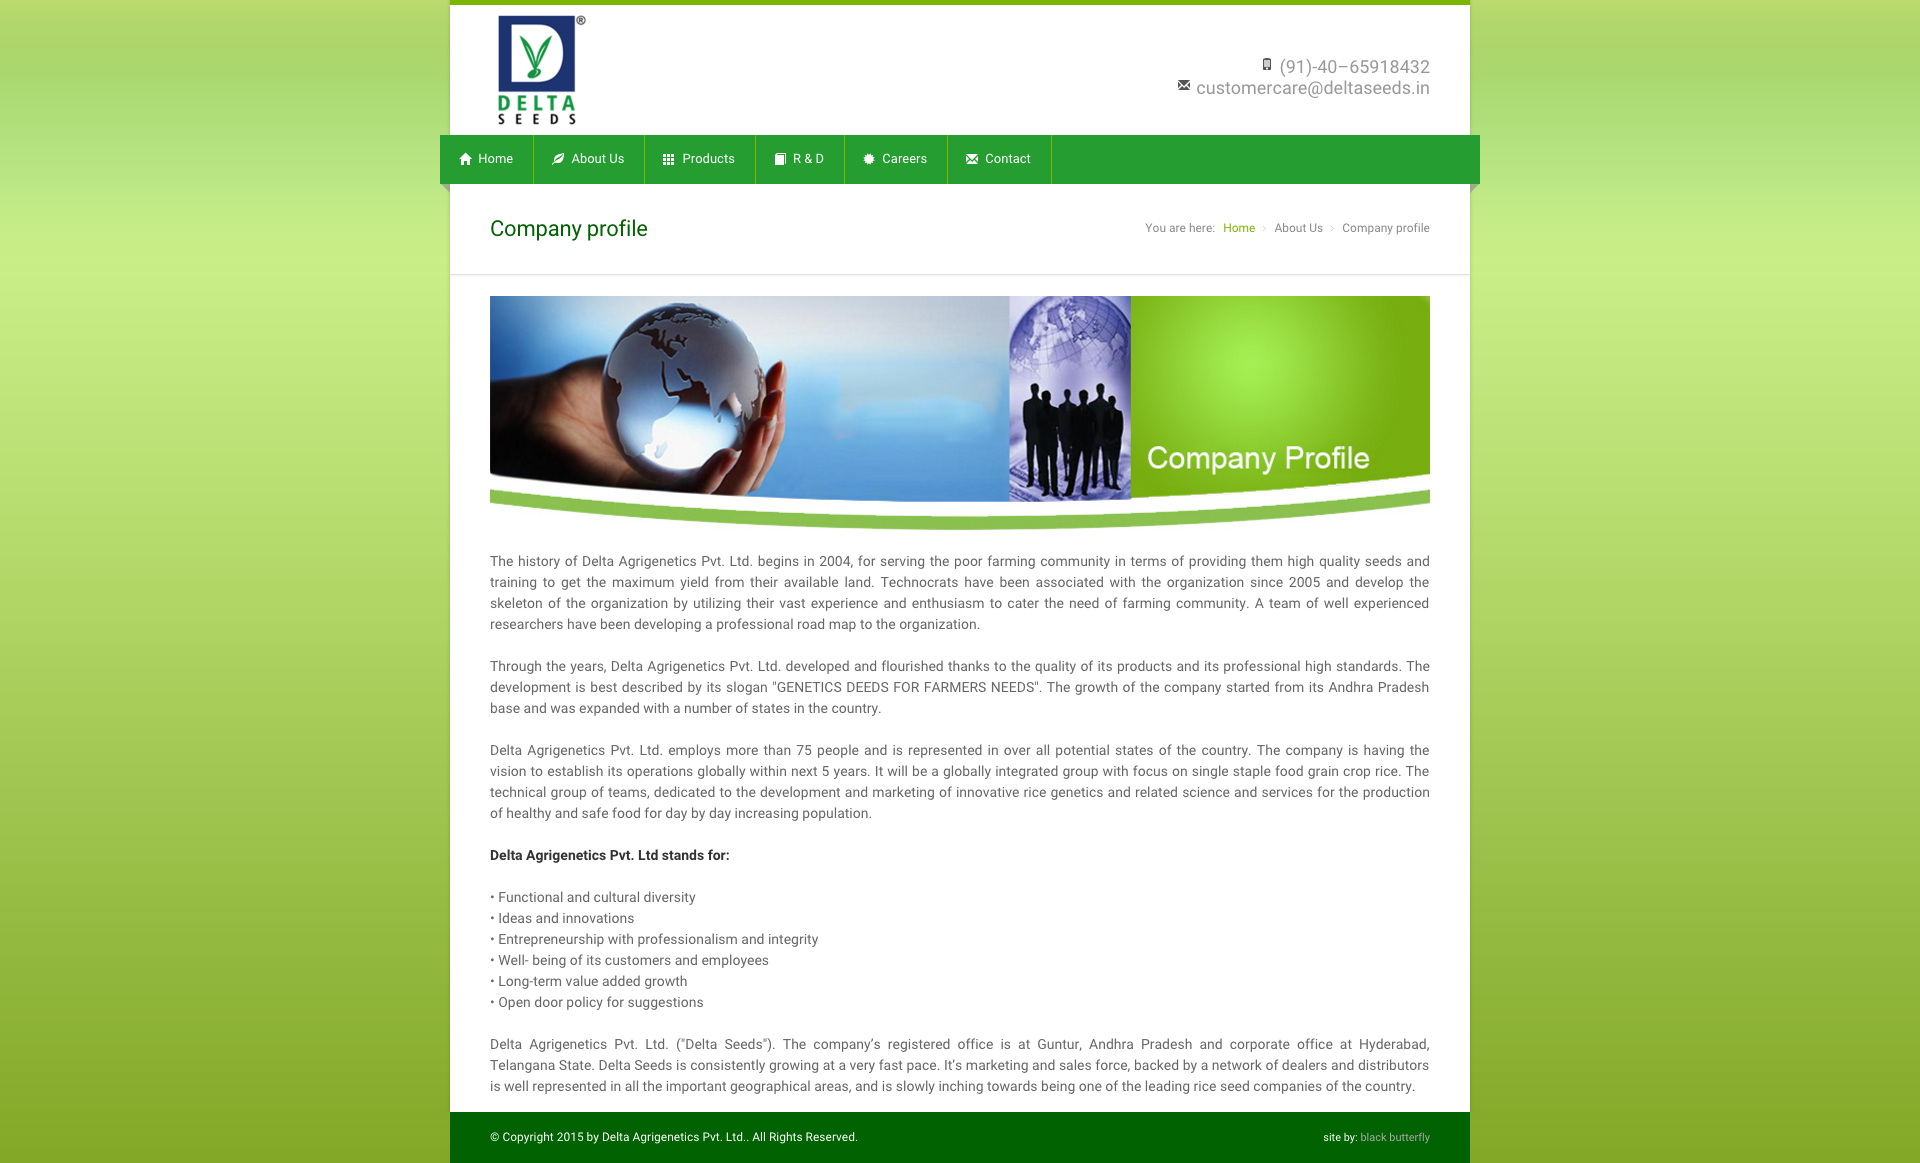 ®
DELTA
SEEDS
(91)-40–65918432
customercare@deltaseeds.in
Home
About Us
Products
R & D
Careers
Contact
Company profile
You are here: Home › About Us › Company profile
Company Profile
The history of Delta Agrigenetics Pvt. Ltd. begins in 2004, for serving the poor farming community in terms of providing them high quality seeds and
training to get the maximum yield from their available land. Technocrats have been associated with the organization since 2005 and develop the
skeleton of the organization by utilizing their vast experience and enthusiasm to cater the need of farming community. A team of well experienced
researchers have been developing a professional road map to the organization.
Through the years, Delta Agrigenetics Pvt. Ltd. developed and flourished thanks to the quality of its products and its professional high standards. The
development is best described by its slogan "GENETICS DEEDS FOR FARMERS NEEDS". The growth of the company started from its Andhra Pradesh
base and was expanded with a number of states in the country.
Delta Agrigenetics Pvt. Ltd. employs more than 75 people and is represented in over all potential states of the country. The company is having the
vision to establish its operations globally within next 5 years. It will be a globally integrated group with focus on single staple food grain crop rice. The
technical group of teams, dedicated to the development and marketing of innovative rice genetics and related science and services for the production
of healthy and safe food for day by day increasing population.
Delta Agrigenetics Pvt. Ltd stands for:
• Functional and cultural diversity
• Ideas and innovations
• Entrepreneurship with professionalism and integrity
• Well- being of its customers and employees
• Long-term value added growth
• Open door policy for suggestions
Delta Agrigenetics Pvt. Ltd. ("Delta Seeds"). The company’s registered office is at Guntur, Andhra Pradesh and corporate office at Hyderabad,
Telangana State. Delta Seeds is consistently growing at a very fast pace. It’s marketing and sales force, backed by a network of dealers and distributors
is well represented in all the important geographical areas, and is slowly inching towards being one of the leading rice seed companies of the country.
© Copyright 2015 by Delta Agrigenetics Pvt. Ltd.. All Rights Reserved.
site by: black butterfly